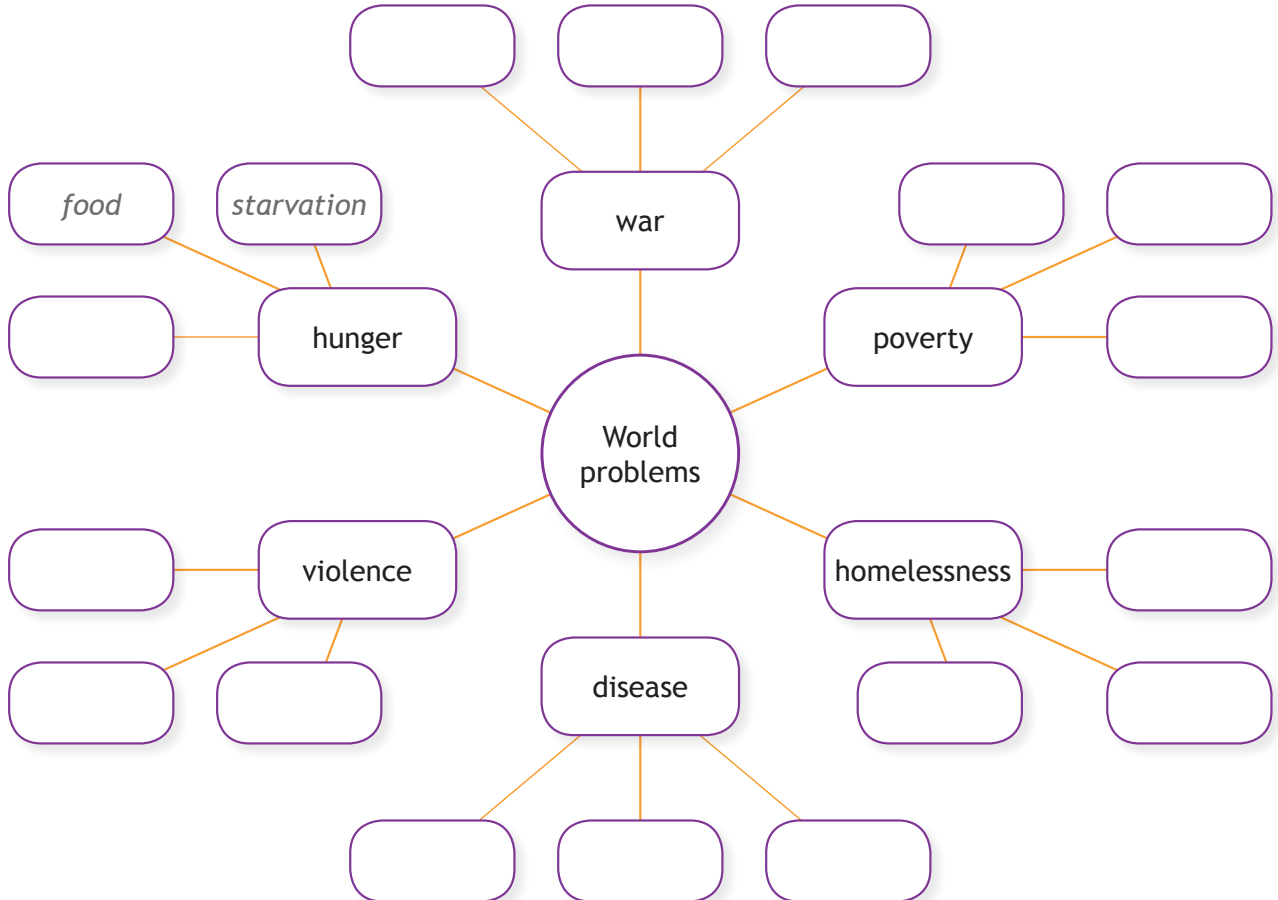 food
starvation
war
hunger
poverty
World
problems
violence
homelessness
disease